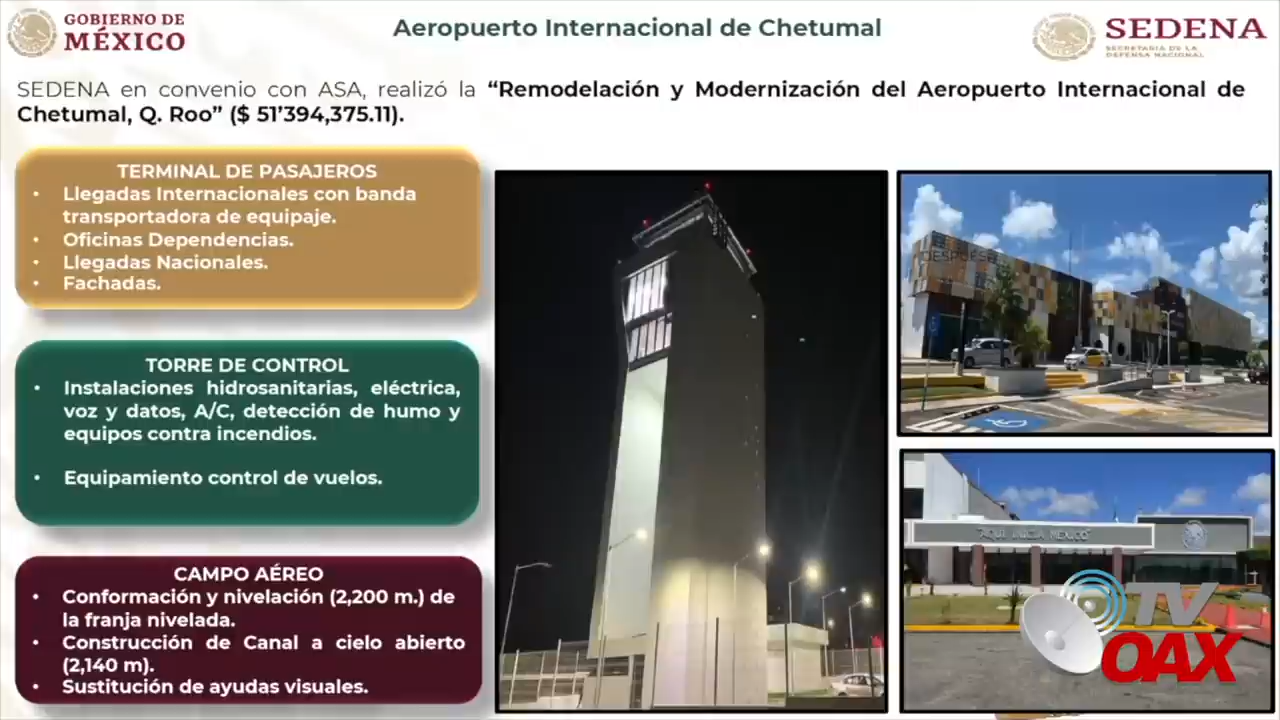 GOBIERNO DE
MÉXICO
Aeropuerto Internacional de Chetumal
SEDENA
SECRETARÍA DE LA
DEFENSA NACIONAL
SEDENA en convenio con ASA, realizó la “Remodelación y Modernización del Aeropuerto Internacional de
Chetumal, Q. Roo” ($ 51’394,375.11).
TERMINAL DE PASAJEROS
• Llegadas Internacionales con banda
transportadora de equipaje.
• Oficinas Dependencias.
• Llegadas Nacionales.
• Fachadas.
TORRE DE CONTROL
• Instalaciones hidrosanitarias, eléctrica,
voz y datos, A/C, detección de humo y
equipos contra incendios.
• Equipamiento control de vuelos.
CAMPO AÉREO
• Conformación y nivelación (2,200 m.) de
la franja nivelada.
• Construcción de Canal a cielo abierto
(2,140 m).
• Sustitución de ayudas visuales.
DESPUÉS
"AQUÍ INICIA MÉXICO"
TV
OAX